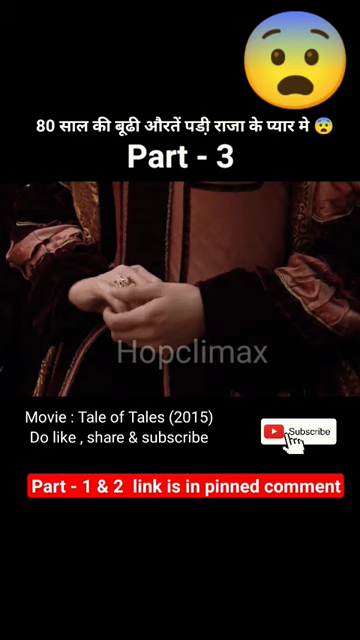 80 साल की बूढी औरतें पडी़ राजा के प्यार मे
Part - 3
Hopclimax
Movie : Tale of Tales (2015)
Do like , share & subscribe
Subscribe
Part - 1 & 2 link is in pinned comment